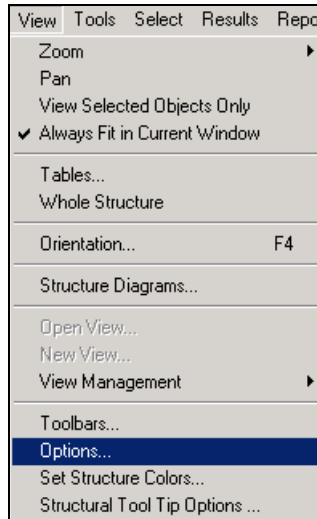 View Tools Select Results Repo
Zoom
Pan
View Selected Objects Only
Always Fit in Current Window
Tables...
Whole Structure
Orientation... F4
Structure Diagrams...
Open View...
New View...
View Management
Toolbars...
Options...
Set Structure Colors...
Structural Tool Tip Options ...